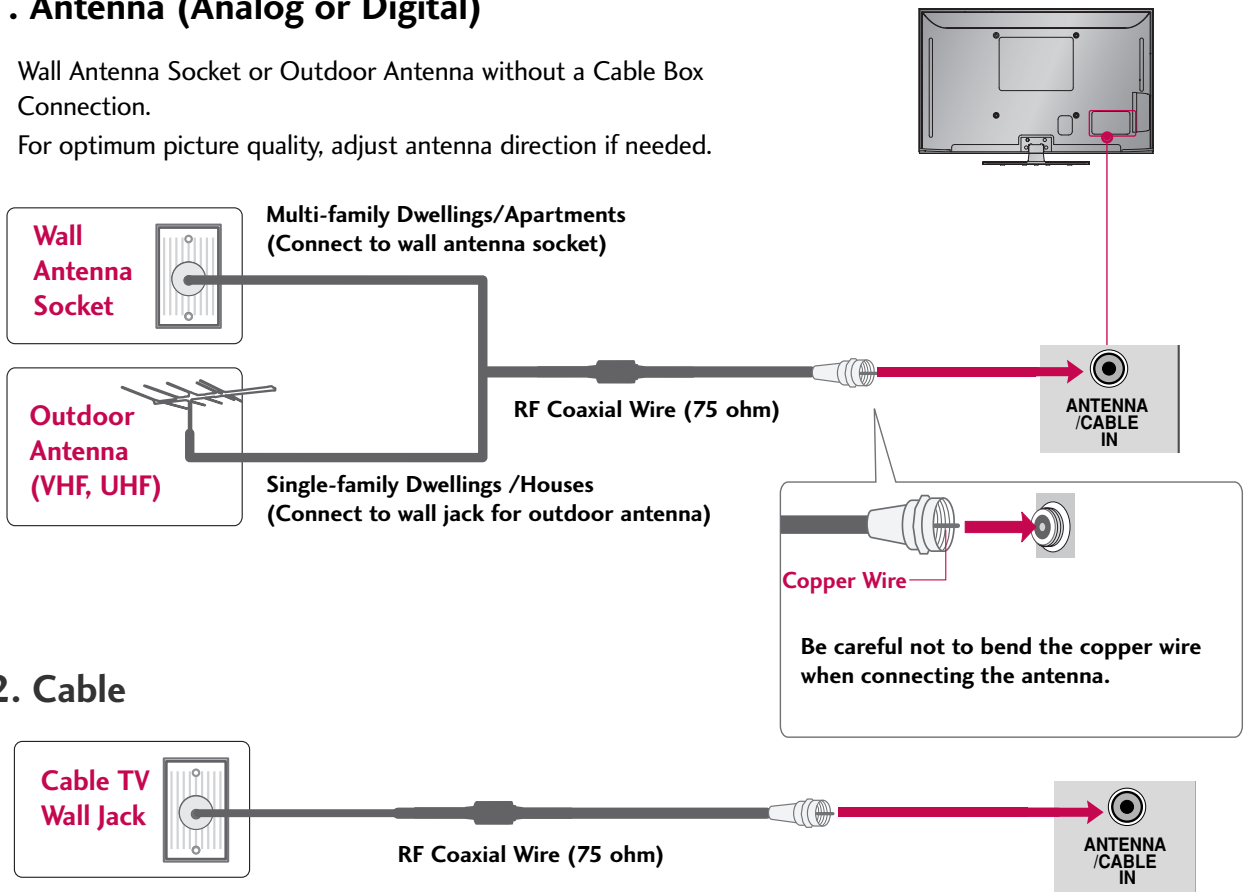 . Antenna (Analog or Digital)
Wall Antenna Socket or Outdoor Antenna without a Cable Box
Connection.
For optimum picture quality, adjust antenna direction if needed.
Wall
Antenna
Socket
Multi-family Dwellings/Apartments
(Connect to wall antenna socket)
Outdoor
Antenna
(VHF, UHF)
RF Coaxial Wire (75 ohm)
Single-family Dwellings /Houses
(Connect to wall jack for outdoor antenna)
ANTENNA
/CABLE
IN
Copper Wire
Be careful not to bend the copper wire
when connecting the antenna.
2. Cable
Cable TV
Wall Jack
RF Coaxial Wire (75 ohm)
ANTENNA
/CABLE
IN